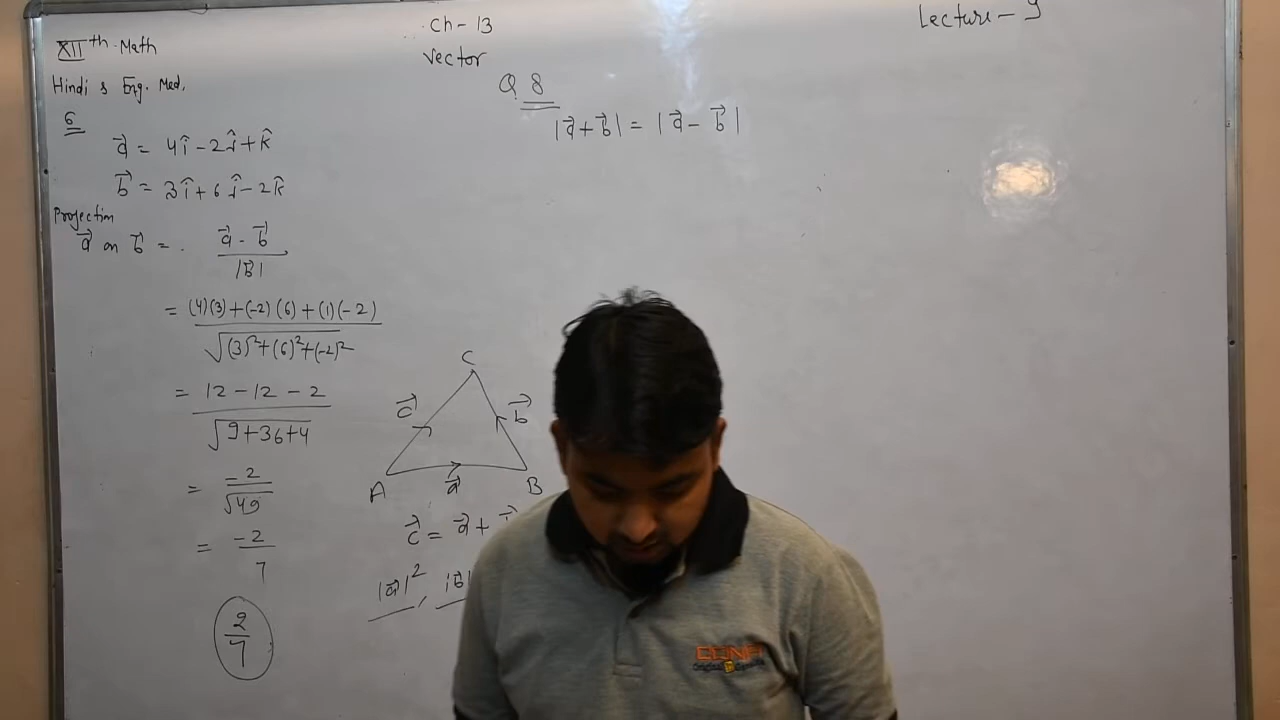 XIIth Math
Hindi & Eng. Med.
Ch - 13
Vector
Lecture - 9
6
a⃗ = 4î - 2ĵ + k̂
b⃗ = 3î + 6ĵ - 2k̂
Projection
a⃗ on b⃗ = . a⃗ . b⃗ / |b⃗|
= (4)(3) + (-2)(6) + (1)(-2) / √(3)² + (6)² + (-2)²
= 12 - 12 - 2 / √9 + 36 + 4
= -2 / √49
= -2 / 7
2 / 7
C
c⃗ b⃗
A a⃗ B
c⃗ = a⃗ +
|a⃗|², |b⃗|
Q. 8
|a⃗ + b⃗| = |a⃗ - b⃗|